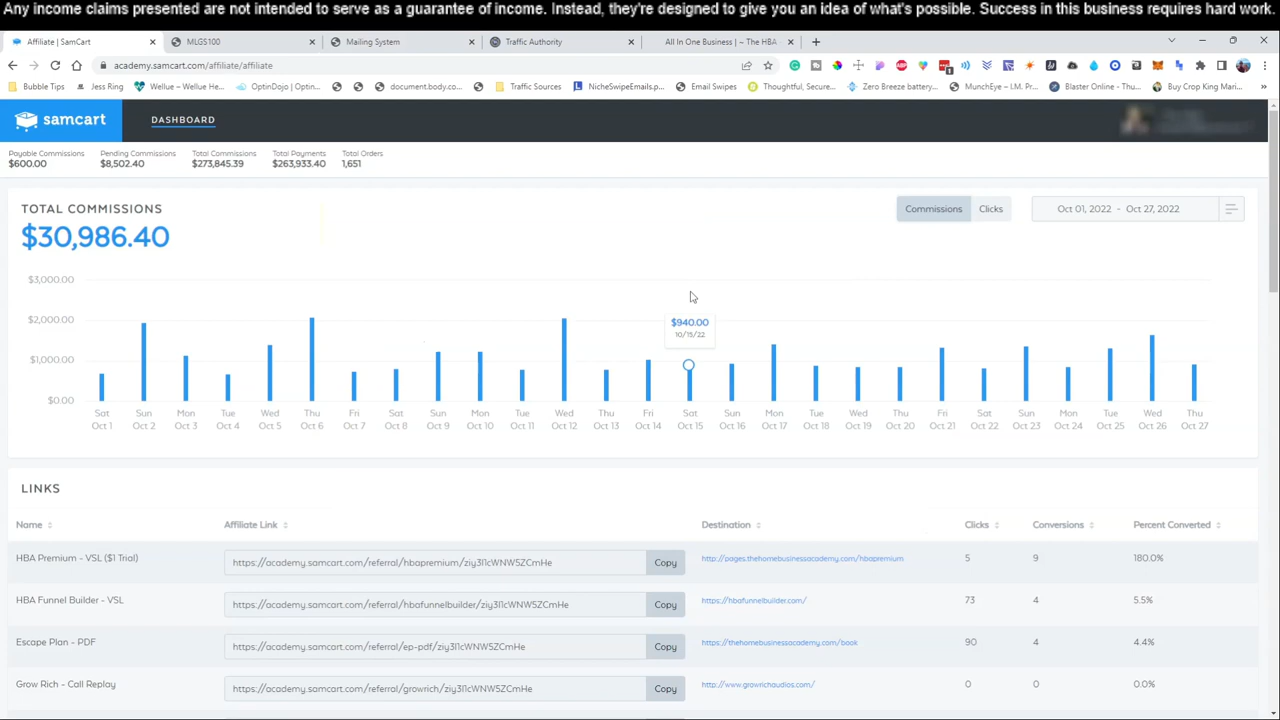 Any income claims presented are not intended to serve as a guarantee of income. Instead, they're designed to give you an idea of what's possible. Success in this business requires hard work.
Affiliate | SamCart
MLGS100
Mailing System
Traffic Authority
All In One Business | ~ The HBA
academy.samcart.com/affiliate/affiliate
Bubble Tips
Jess Ring
Wellue – Wellue He...
OptinDojo | Optin...
document.body.co...
Traffic Sources
NicheSwipeEmails.p...
Email Swipes
Thoughtful, Secure...
Zero Breeze battery...
MunchEye – I.M. Pr...
Blaster Online - Thu...
Buy Crop King Mari...
samcart
DASHBOARD
Payable Commissions Pending Commissions Total Commissions Total Payments Total Orders
$600.00 $8,502.40 $273,845.39 $263,933.40 1,651
TOTAL COMMISSIONS
$30,986.40
Commissions Clicks
Oct 01, 2022 - Oct 27, 2022
$3,000.00
$2,000.00
$1,000.00
$0.00
$940.00
10/15/22
Sat Sun Mon Tue Wed Thu Fri Sat Sun Mon Tue Wed Thu Fri Sat Sun Mon Tue Wed Thu Fri Sat Sun Mon Tue Wed Thu
Oct 1 Oct 2 Oct 3 Oct 4 Oct 5 Oct 6 Oct 7 Oct 8 Oct 9 Oct 10 Oct 11 Oct 12 Oct 13 Oct 14 Oct 15 Oct 16 Oct 17 Oct 18 Oct 19 Oct 20 Oct 21 Oct 22 Oct 23 Oct 24 Oct 25 Oct 26 Oct 27
LINKS
Name Affiliate Link Destination Clicks Conversions Percent Converted
HBA Premium - VSL ($1 Trial) https://academy.samcart.com/referral/hbapremium/ziy3l1cWNW5ZCmHe Copy http://pages.thehomebusinessacademy.com/hbapremium 5 9 180.0%
HBA Funnel Builder - VSL https://academy.samcart.com/referral/hbafunnelbuilder/ziy3l1cWNW5ZCmHe Copy https://hbafunnelbuilder.com/ 73 4 5.5%
Escape Plan - PDF https://academy.samcart.com/referral/ep-pdf/ziy3l1cWNW5ZCmHe Copy https://thehomebusinessacademy.com/book 90 4 4.4%
Grow Rich - Call Replay https://academy.samcart.com/referral/growrich/ziy3l1cWNW5ZCmHe Copy http://www.growrichaudios.com/ 0 0 0.0%